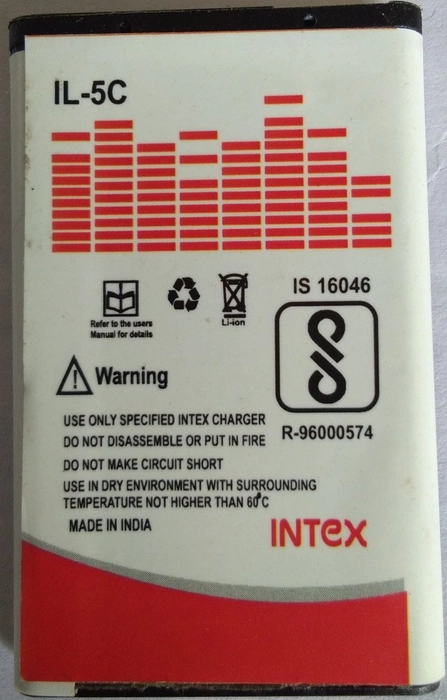 IL-5C
IS 16046
Refer to the users
Manual for details
Li-ion
Warning
R-96000574
USE ONLY SPECIFIED INTEX CHARGER
DO NOT DISASSEMBLE OR PUT IN FIRE
DO NOT MAKE CIRCUIT SHORT
USE IN DRY ENVIRONMENT WITH SURROUNDING
TEMPERATURE NOT HIGHER THAN 60°C
MADE IN INDIA
INTEX